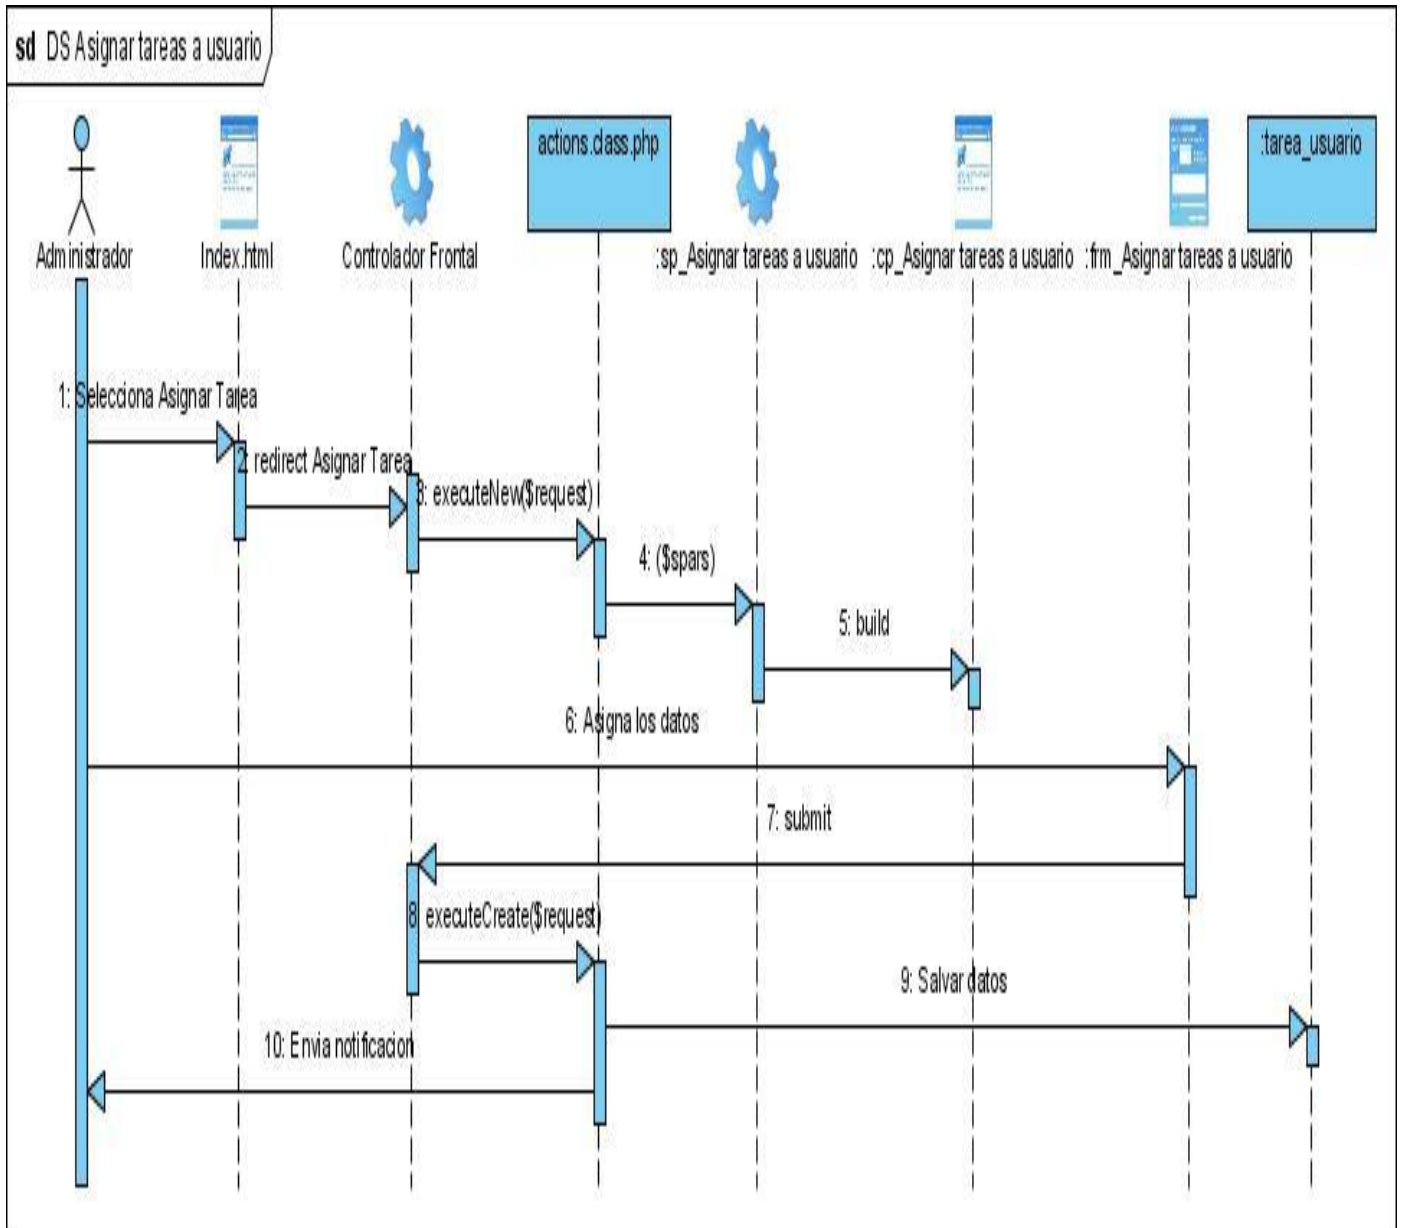 sd DS Asignar tareas a usuario
actions.class.php
:tarea_usuario
Administrador
Index.html
Controlador Frontal
:sp_Asignar tareas a usuario
:cp_Asignar tareas a usuario
:frm_Asignar tareas a usuario
1: Selecciona Asignar Tarea
2: redirect Asignar Tarea
3: executeNew($request)
4: ($spars)
5: build
6: Asigna los datos
7: submit
8: executeCreate($request)
9: Salvar datos
10: Envia notificacion